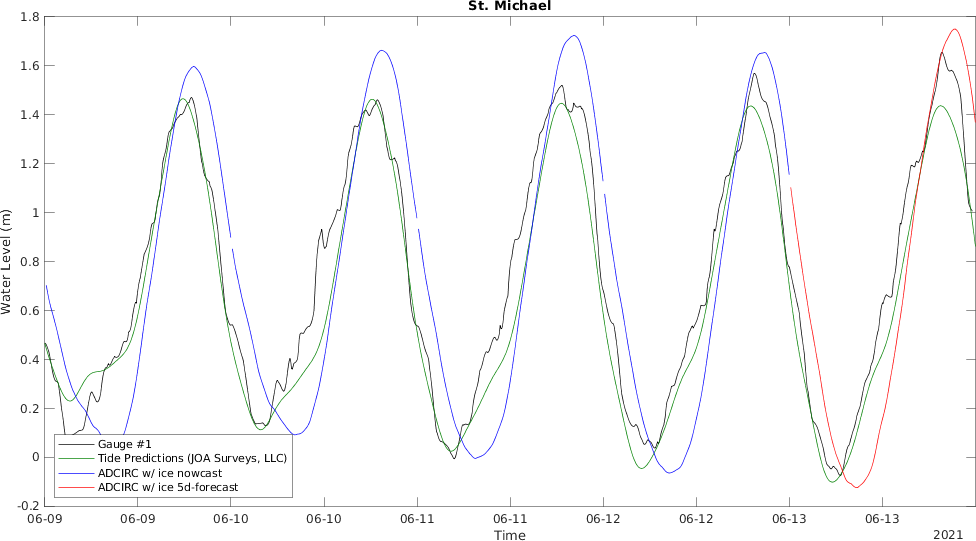 St. Michael
1.8
1.6
1.4
1.2
1
0.8
0.6
0.4
0.2
0
-0.2
Water Level (m)
Gauge #1
Tide Predictions (JOA Surveys, LLC)
ADCIRC w/ ice nowcast
ADCIRC w/ ice 5d-forecast
06-09 06-09 06-10 06-10 06-11 06-11 06-12 06-12 06-13 06-13
Time
2021